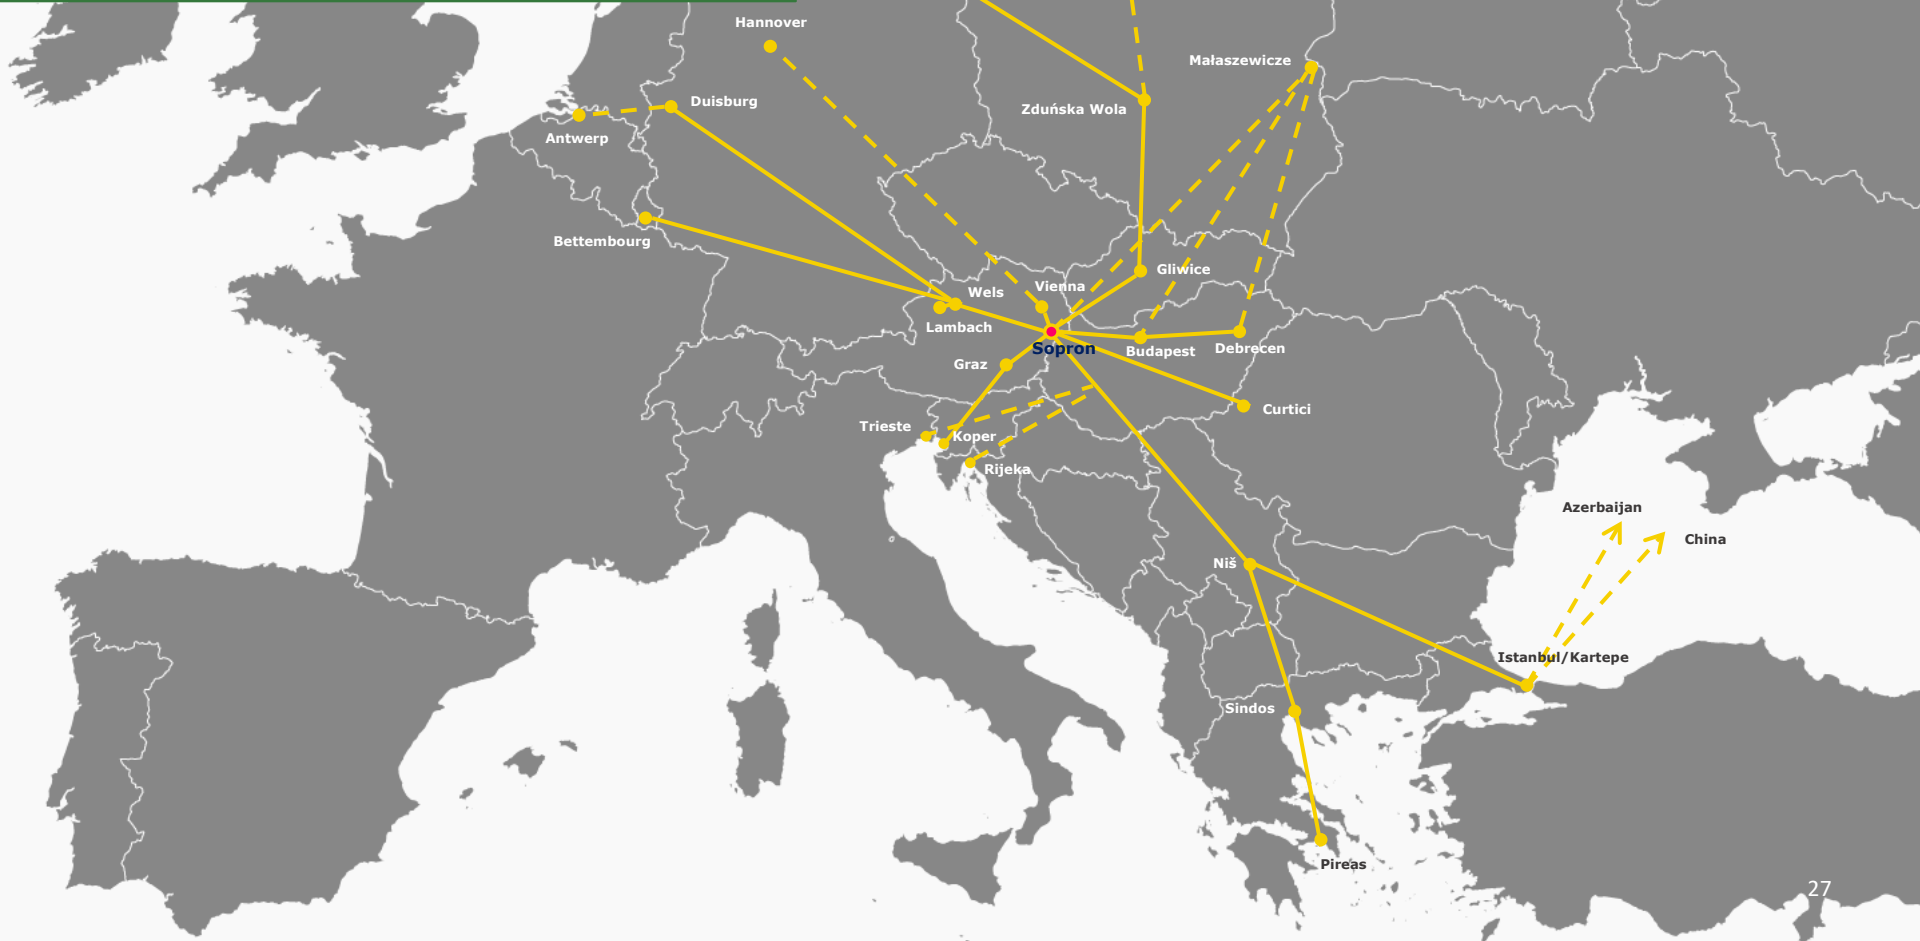 Hannover
Małaszewicze
Duisburg
Zduńska Wola
Antwerp
Bettembourg
Gliwice
Wels
Vienna
Lambach
Sopron
Budapest
Debrecen
Graz
Curtici
Trieste
Koper
Rijeka
Azerbaijan
China
Niš
Istanbul/Kartepe
Sindos
Pireas
27